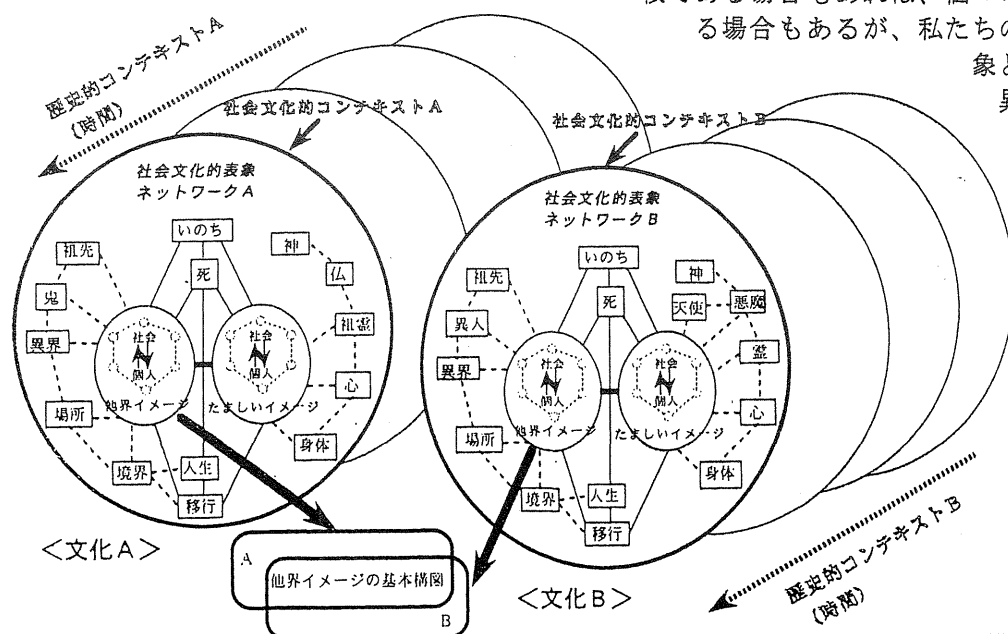 る場合もあるが、私たちの
象と
歴史的コンテキストA
(時間)
社会文化的コンテキストA
社会文化的表象
ネットワークA
いのち
神
祖先
死
仏
鬼
祖霊
異界
社会
個人
社会
個人
心
他界イメージ
たましいイメージ
場所
身体
境界
人生
移行
<文化A>
社会文化的コンテキストB
社会文化的表象
ネットワークB
いのち
神
祖先
死
天使
悪魔
異人
霊
異界
社会
個人
社会
個人
心
他界イメージ
たましいイメージ
場所
身体
境界
人生
移行
<文化B>
歴史的コンテキストB
(時間)
A
他界イメージの基本構図
B